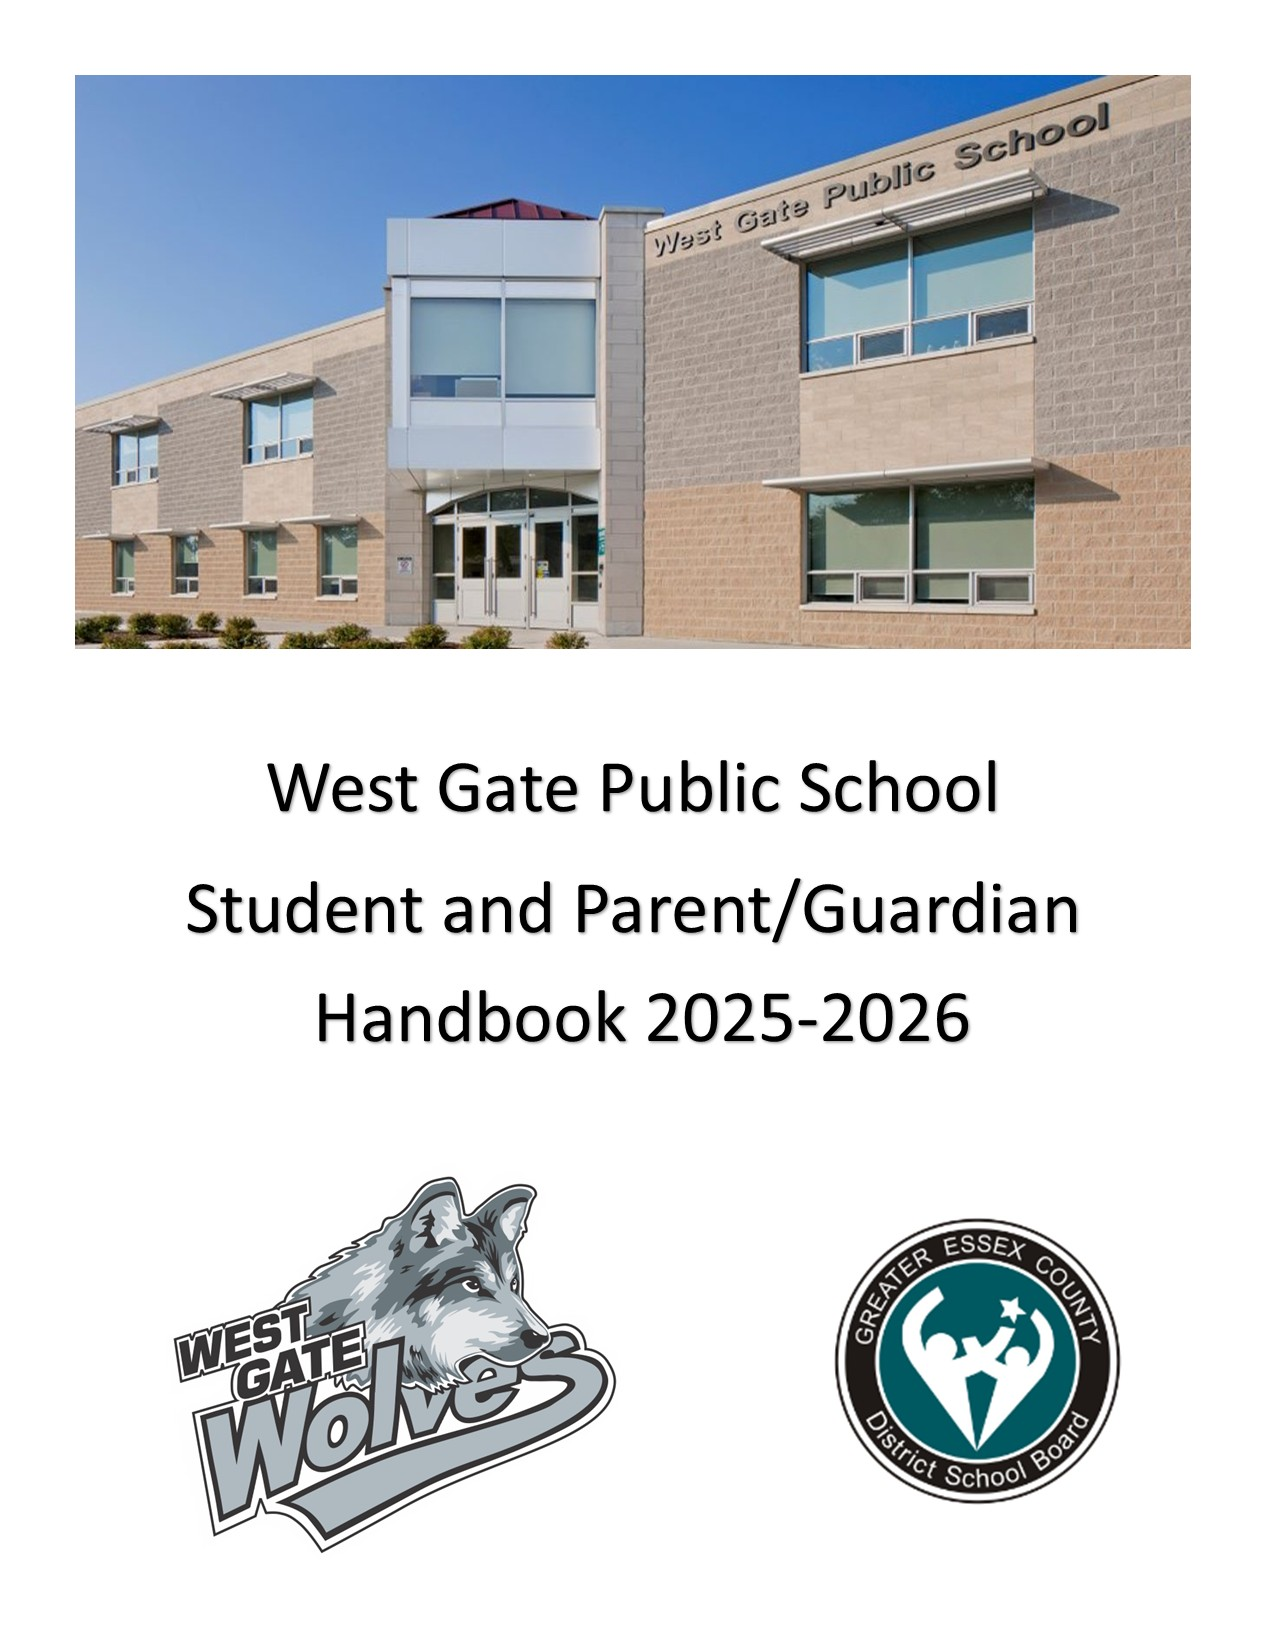 West Gate Public School
West Gate Public School
Student and Parent/Guardian
Handbook 2025-2026
WEST
GATE
Wolves
GREATER ESSEX COUNTY
District School Board